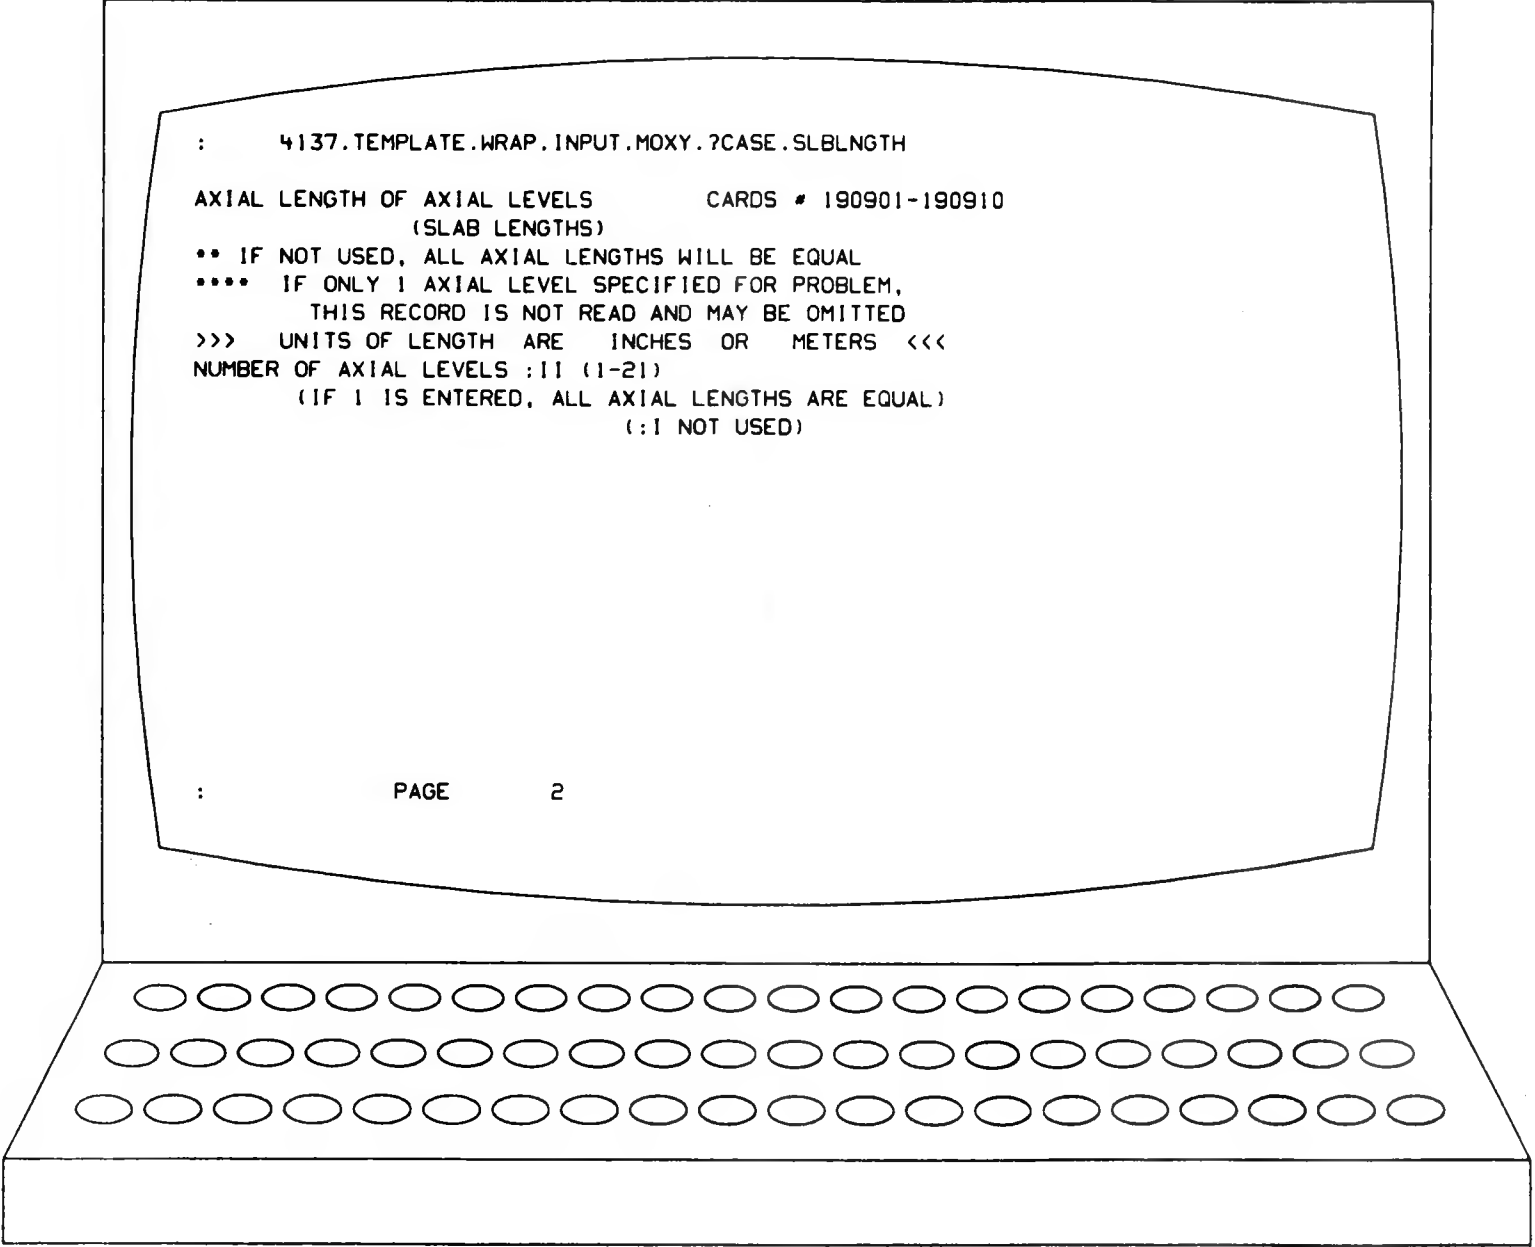 : 4137.TEMPLATE.WRAP.INPUT.MOXY.?CASE.SLBLNGTH
AXIAL LENGTH OF AXIAL LEVELS CARDS # 190901-190910
(SLAB LENGTHS)
** IF NOT USED, ALL AXIAL LENGTHS WILL BE EQUAL
**** IF ONLY 1 AXIAL LEVEL SPECIFIED FOR PROBLEM,
THIS RECORD IS NOT READ AND MAY BE OMITTED
>>> UNITS OF LENGTH ARE INCHES OR METERS <<<
NUMBER OF AXIAL LEVELS :II (1-21)
(IF 1 IS ENTERED, ALL AXIAL LENGTHS ARE EQUAL)
(:I NOT USED)
: PAGE 2